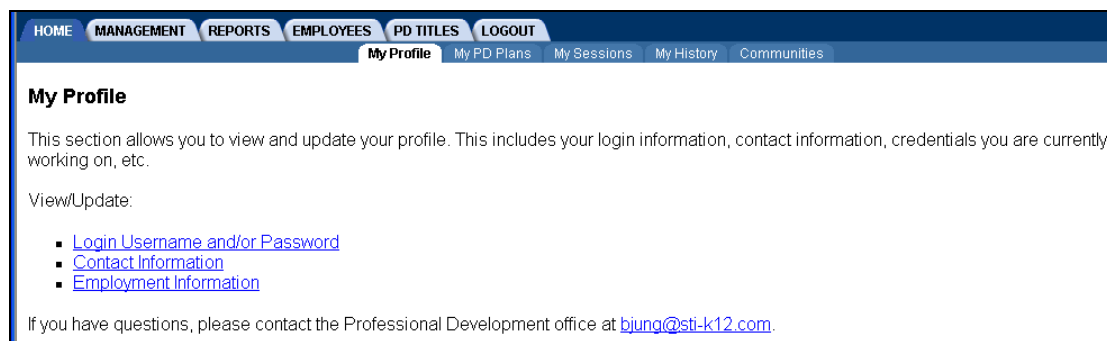 HOME MANAGEMENT REPORTS EMPLOYEES PD TITLES LOGOUT
My Profile My PD Plans My Sessions My History Communities
My Profile
This section allows you to view and update your profile. This includes your login information, contact information, credentials you are currently
working on, etc.
View/Update:
Login Username and/or Password
Contact Information
Employment Information
If you have questions, please contact the Professional Development office at bjung@sti-k12.com.